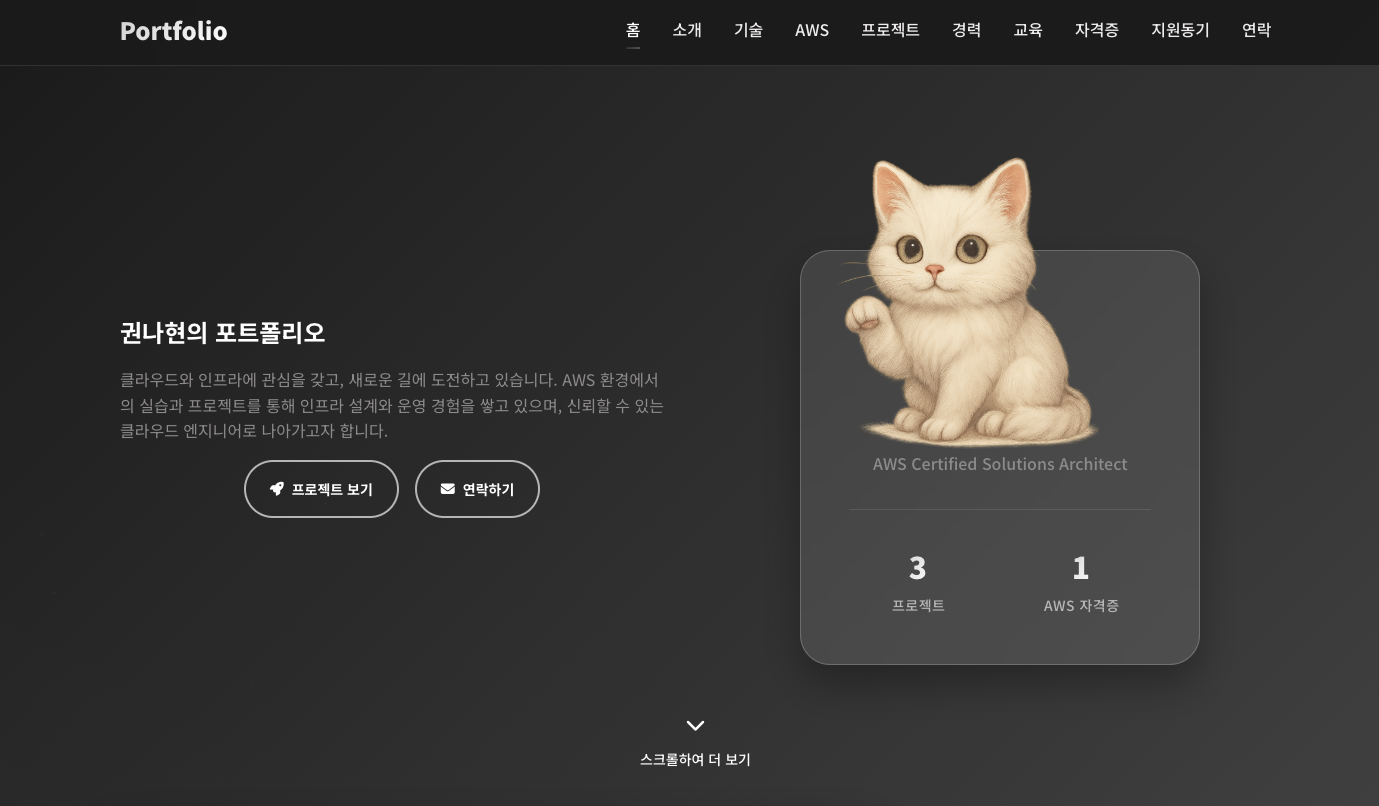 Portfolio
홈 소개 기술 AWS 프로젝트 경력 교육 자격증 지원동기 연락
권나현의 포트폴리오
클라우드와 인프라에 관심을 갖고, 새로운 길에 도전하고 있습니다. AWS 환경에서
의 실습과 프로젝트를 통해 인프라 설계와 운영 경험을 쌓고 있으며, 신뢰할 수 있는
클라우드 엔지니어로 나아가고자 합니다.
프로젝트 보기 연락하기
AWS Certified Solutions Architect
3 1
프로젝트 AWS 자격증
스크롤하여 더 보기